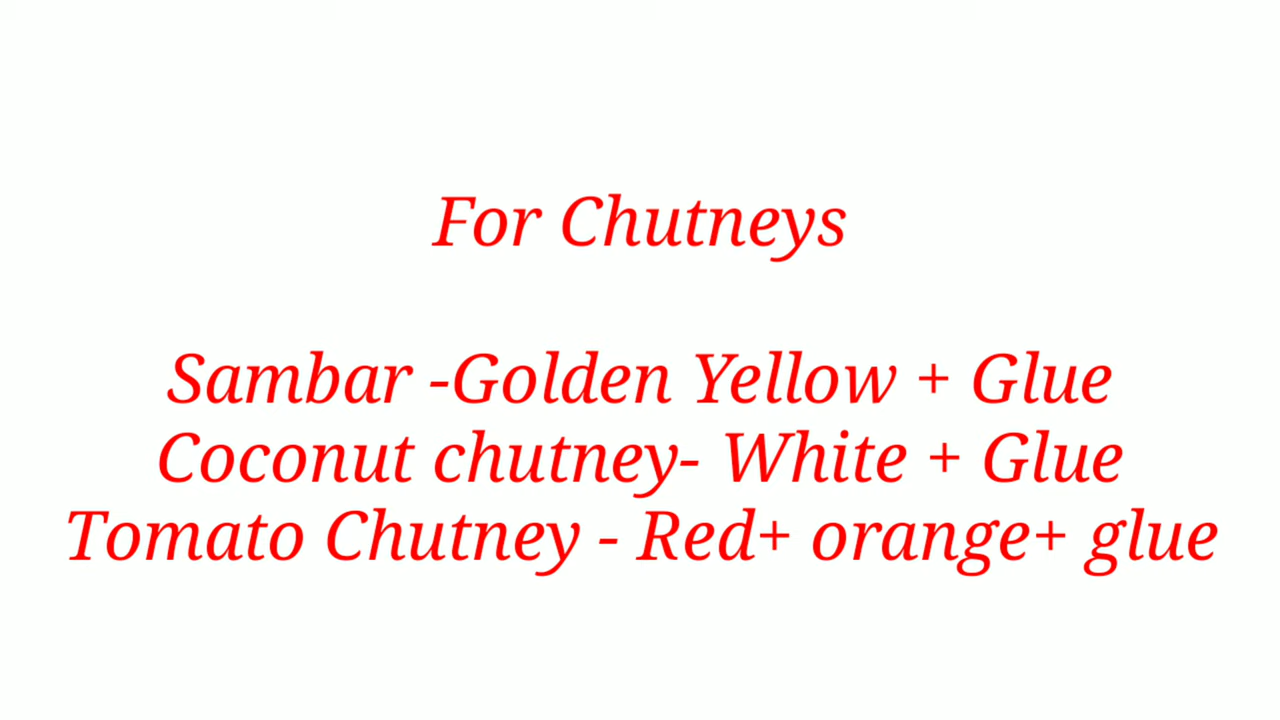 For Chutneys
Sambar -Golden Yellow + Glue
Coconut chutney- White + Glue
Tomato Chutney - Red+ orange+ glue